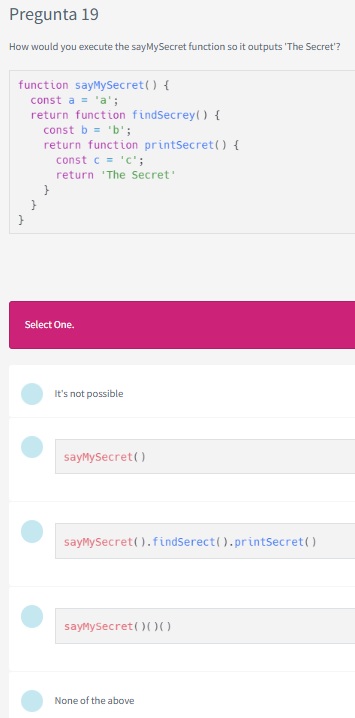 Pregunta 19
How would you execute the sayMySecret function so it outputs 'The Secret'?
function sayMySecret() {
  const a = 'a';
  return function findSecrey() {
    const b = 'b';
    return function printSecret() {
      const c = 'c';
      return 'The Secret'
    }
  }
}
Select One.
It's not possible
sayMySecret()
sayMySecret().findSerect().printSecret()
sayMySecret()()()
None of the above